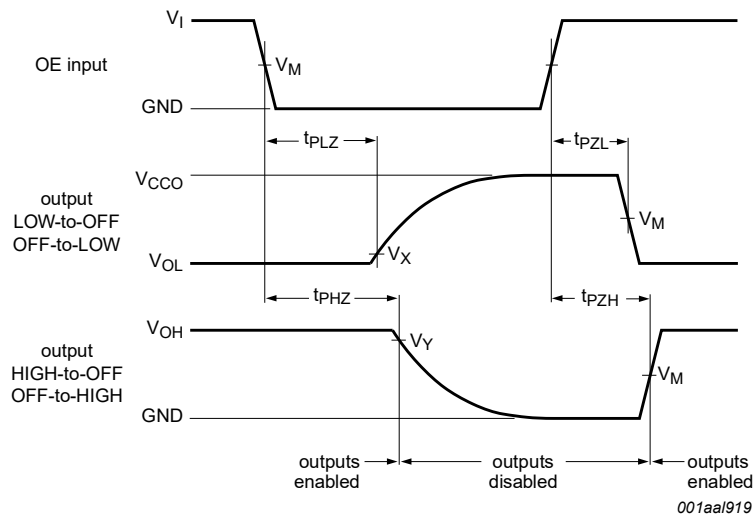 V_I
OE input
V_M
GND
t_PLZ
t_PZL
V_CCO
output
LOW-to-OFF
OFF-to-LOW
V_M
V_X
V_OL
t_PHZ
t_PZH
V_OH
V_Y
output
HIGH-to-OFF
OFF-to-HIGH
V_M
GND
outputs
enabled
outputs
disabled
outputs
enabled
001aal919